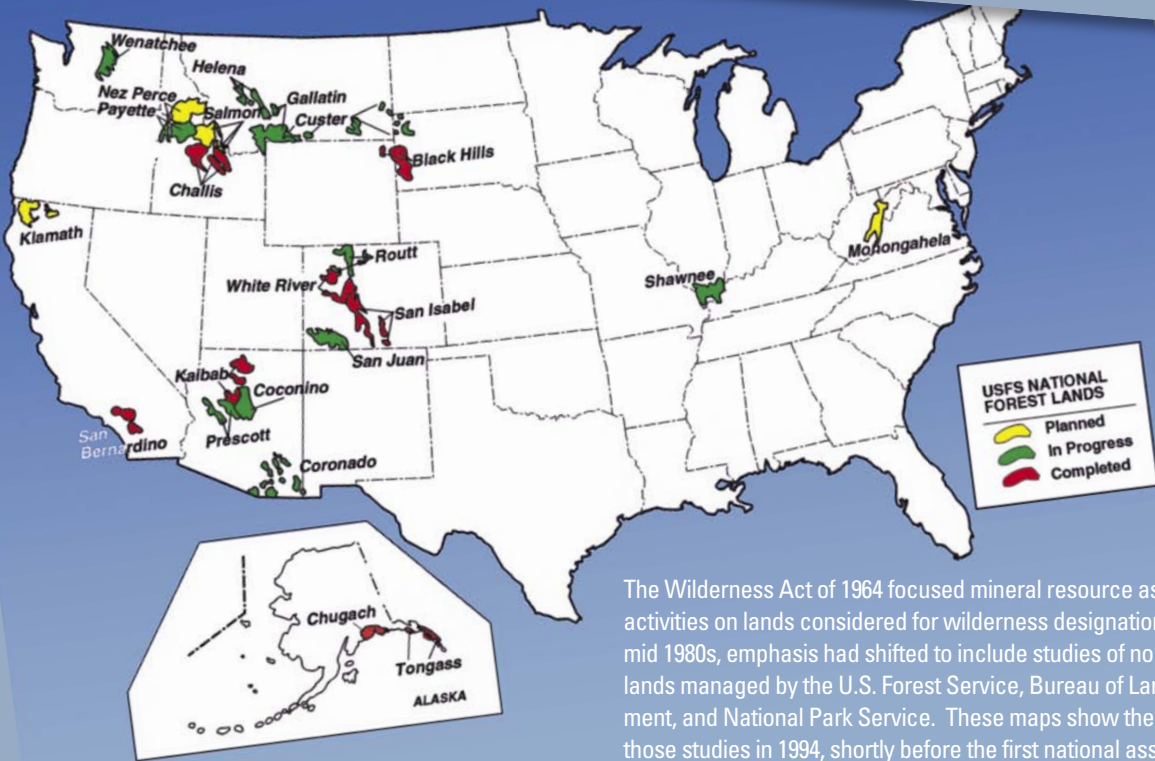 Wenatchee
Helena
Nez Perce
Payette
Salmon
Gallatin
Custer
Black Hills
Challis
Klamath
Monongahela
Shawnee
Routt
White River
San Isabel
San Juan
Kaibab
Coconino
Prescott
San
Bernardino
Coronado
USFS NATIONAL
FOREST LANDS
Planned
In Progress
Completed
Chugach
Tongass
ALASKA
The Wilderness Act of 1964 focused mineral resource as
activities on lands considered for wilderness designation
mid 1980s, emphasis had shifted to include studies of no
lands managed by the U.S. Forest Service, Bureau of Lan
ment, and National Park Service. These maps show the
those studies in 1994, shortly before the first national ass